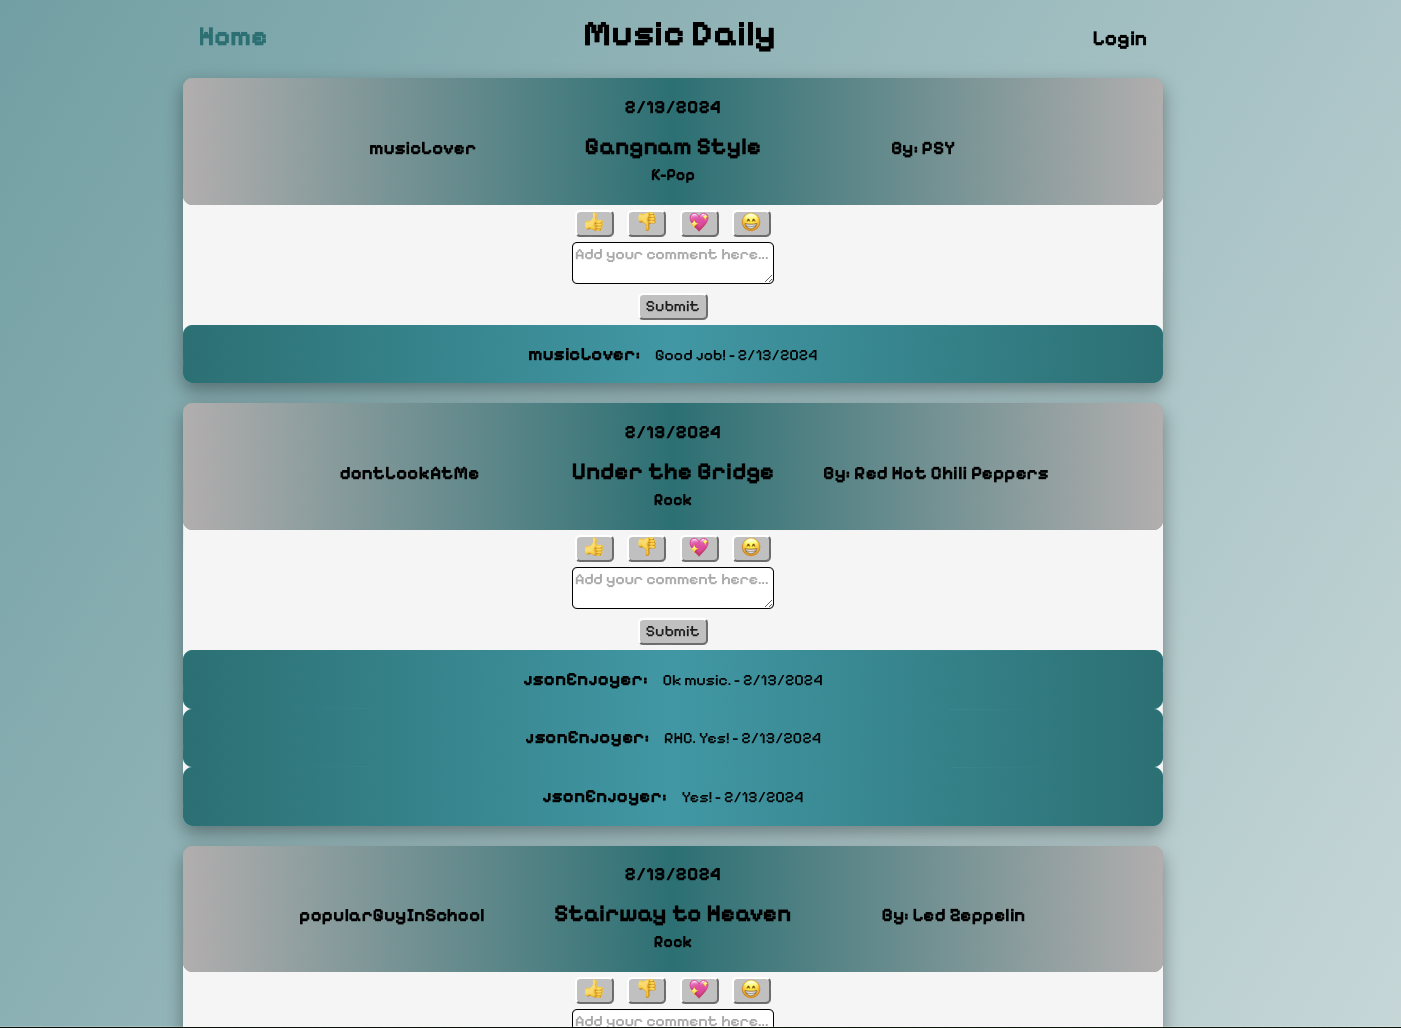 Home Music Daily Login
2/13/2024
musicLover Gangnam Style By: PSY
K-Pop
👍 👎 💖 😁
Add your comment here...
Submit
musicLover: Good Job! - 2/13/2024
2/13/2024
dontLookAtMe Under the Bridge By: Red Hot Chili Peppers
Rock
👍 👎 💖 😁
Add your comment here...
Submit
JsonEnJoyer: Ok music. - 2/13/2024
JsonEnJoyer: RHC. Yes! - 2/13/2024
JsonEnJoyer: Yes! - 2/13/2024
2/13/2024
popularGuyInSchool Stairway to Heaven By: Led Zeppelin
Rock
👍 👎 💖 😁
Add your comment here...